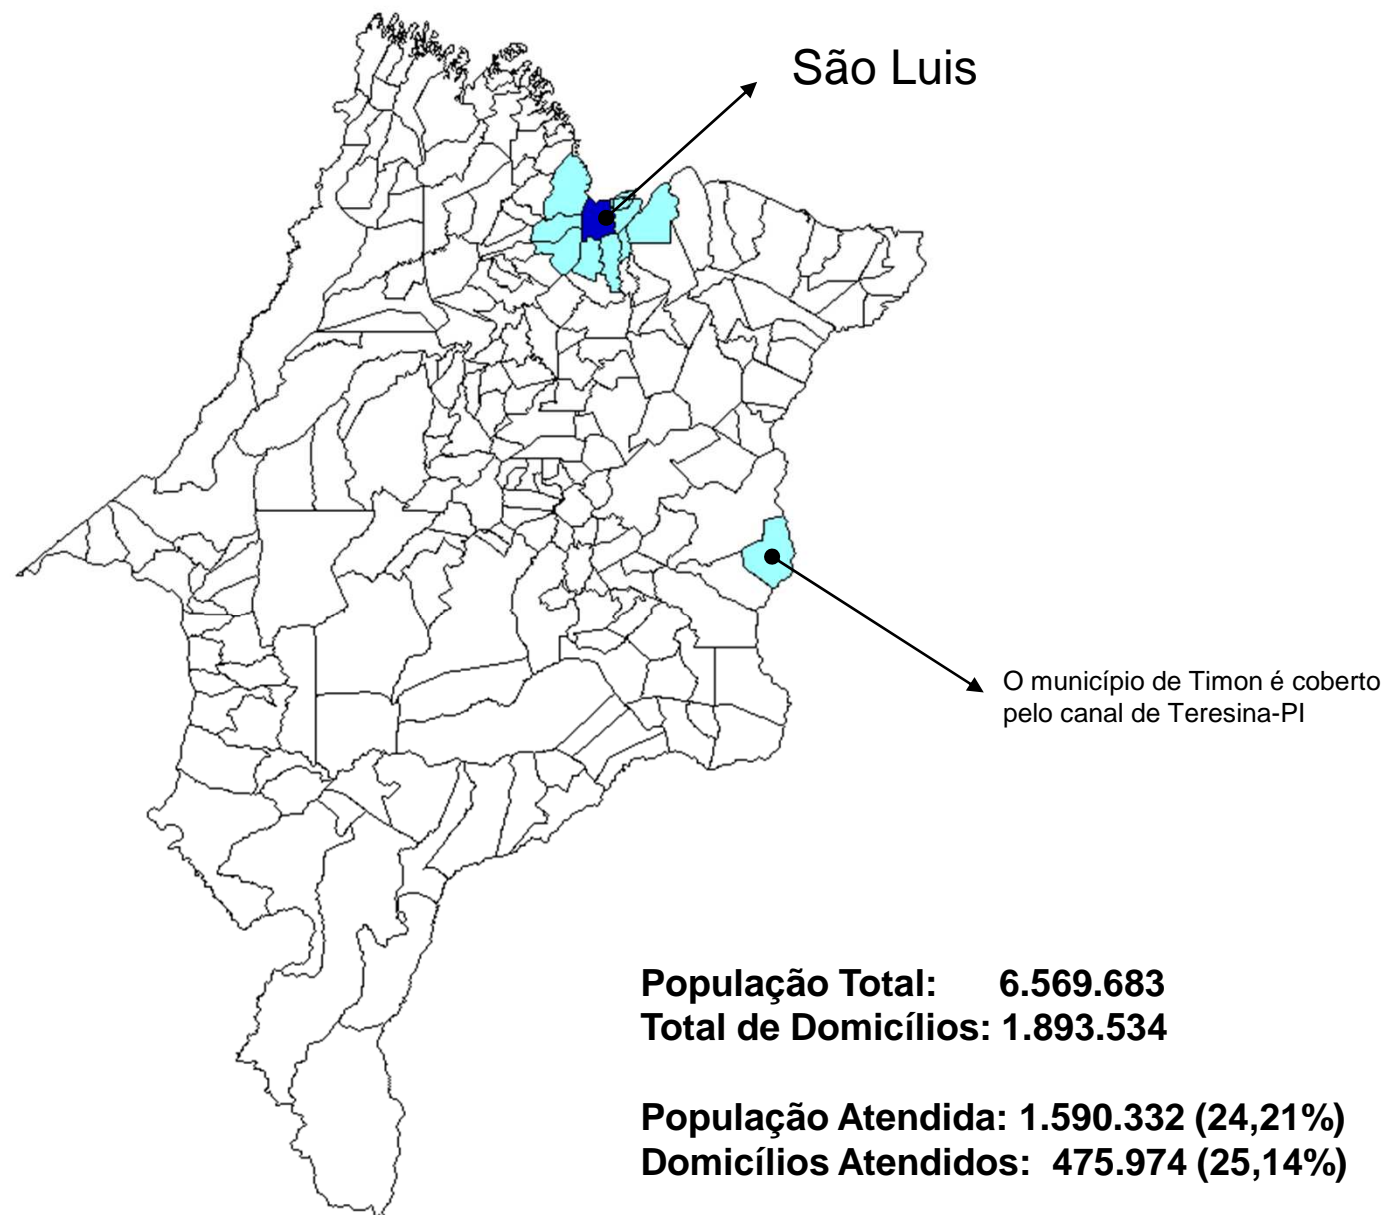 São Luis
O município de Timon é coberto
pelo canal de Teresina-PI
População Total: 6.569.683
Total de Domicílios: 1.893.534
População Atendida: 1.590.332 (24,21%)
Domicílios Atendidos: 475.974 (25,14%)